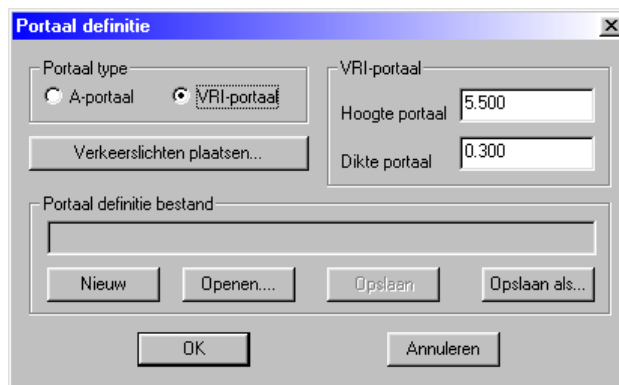 Portaal definitie
Portaal type
A-portaal
VRI-portaal
Verkeerslichten plaatsen...
VRI-portaal
Hoogte portaal
5.500
Dikte portaal
0.300
Portaal definitie bestand
Nieuw
Openen....
Opslaan
Opslaan als...
OK
Annuleren